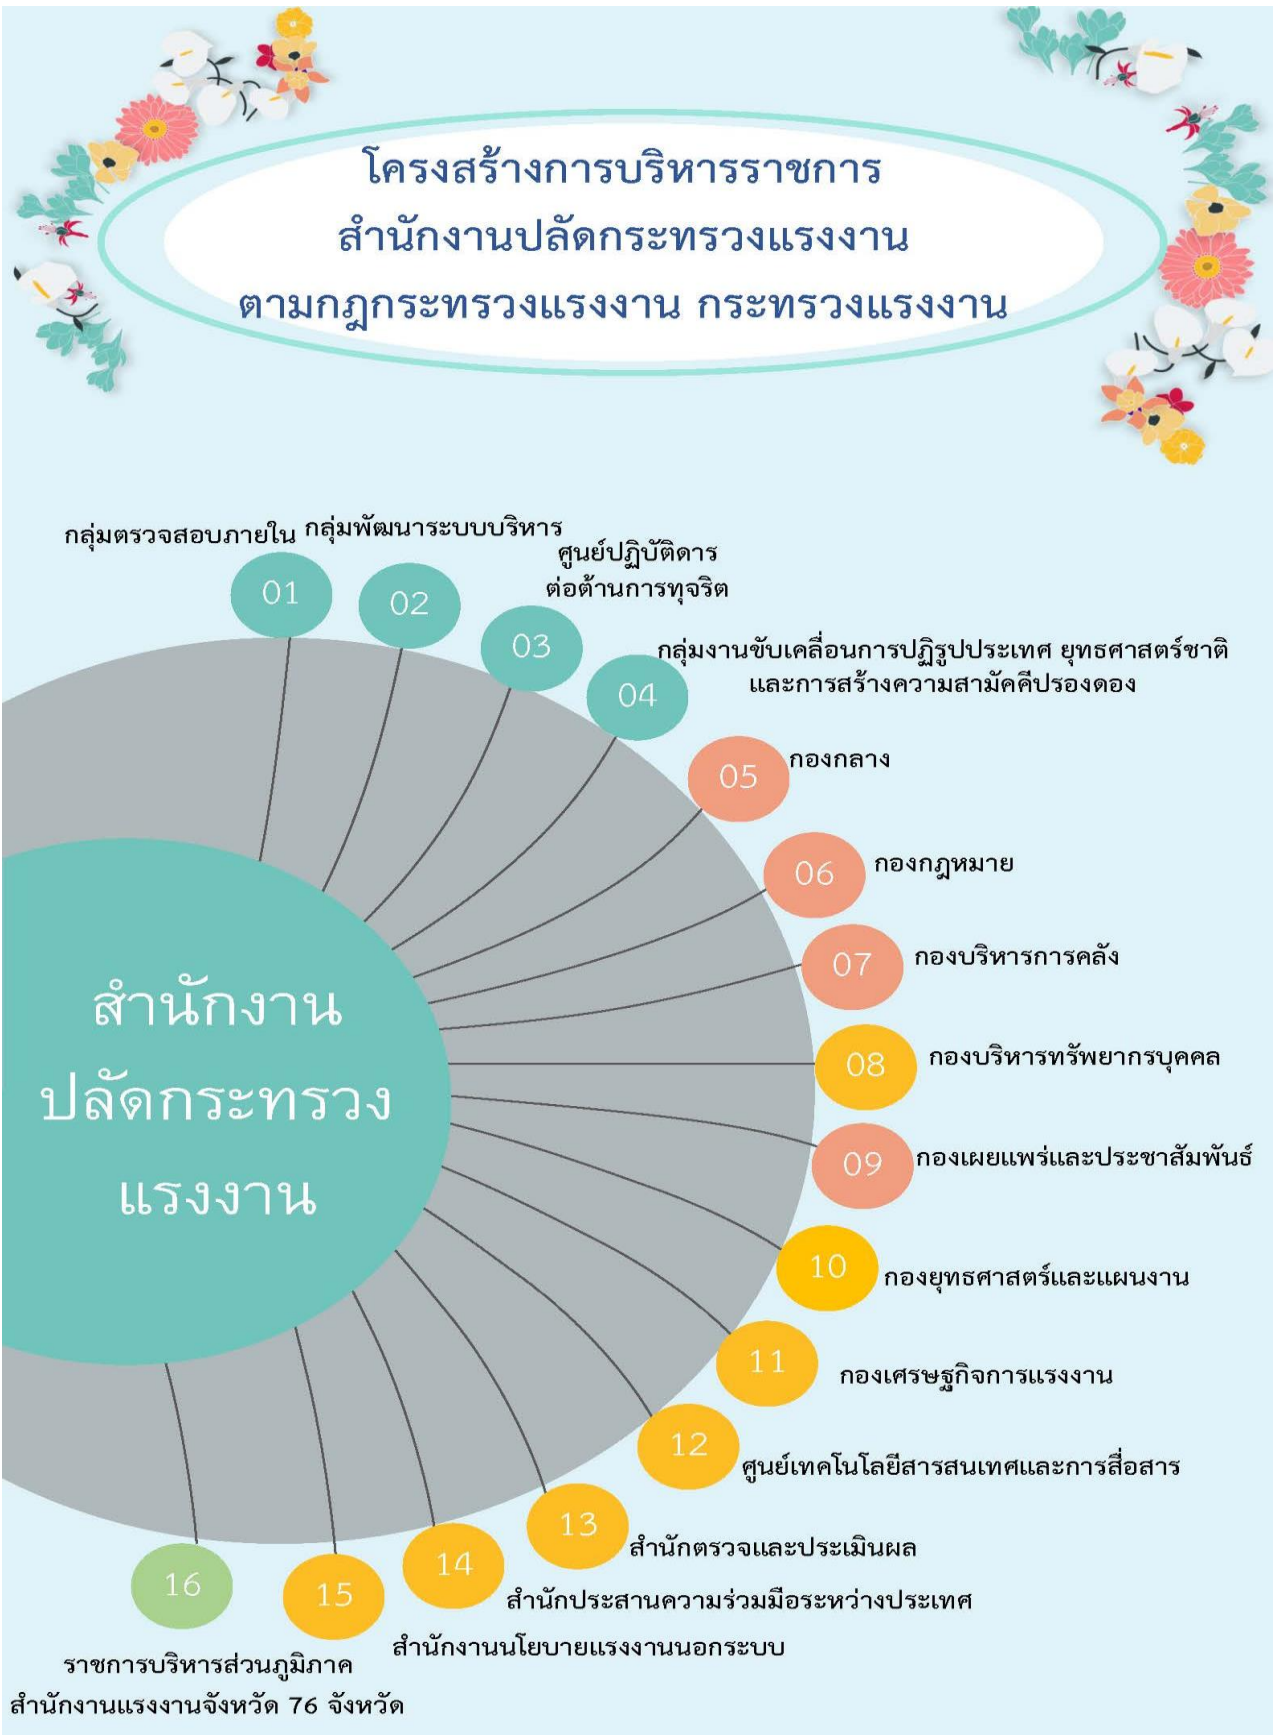 โครงสร้างการบริหารราชการ
สำนักงานปลัดกระทรวงแรงงาน
ตามกฎกระทรวงแรงงาน กระทรวงแรงงาน
กลุ่มตรวจสอบภายใน
01
กลุ่มพัฒนาระบบบริหาร
02
ศูนย์ปฏิบัติดาร
ต่อต้านการทุจริต
03
กลุ่มงานขับเคลื่อนการปฏิรูปประเทศ ยุทธศาสตร์ชาติ
และการสร้างความสามัคคีปรองดอง
04
05
กองกลาง
06
กองกฎหมาย
07
กองบริหารการคลัง
08
กองบริหารทรัพยากรบุคคล
09
กองเผยแพร่และประชาสัมพันธ์
10
กองยุทธศาสตร์และแผนงาน
11
กองเศรษฐกิจการแรงงาน
12
ศูนย์เทคโนโลยีสารสนเทศและการสื่อสาร
13
สำนักตรวจและประเมินผล
14
สำนักประสานความร่วมมือระหว่างประเทศ
15
สำนักงานนโยบายแรงงานนอกระบบ
16
ราชการบริหารส่วนภูมิภาค
สำนักงานแรงงานจังหวัด 76 จังหวัด
สำนักงาน
ปลัดกระทรวง
แรงงาน